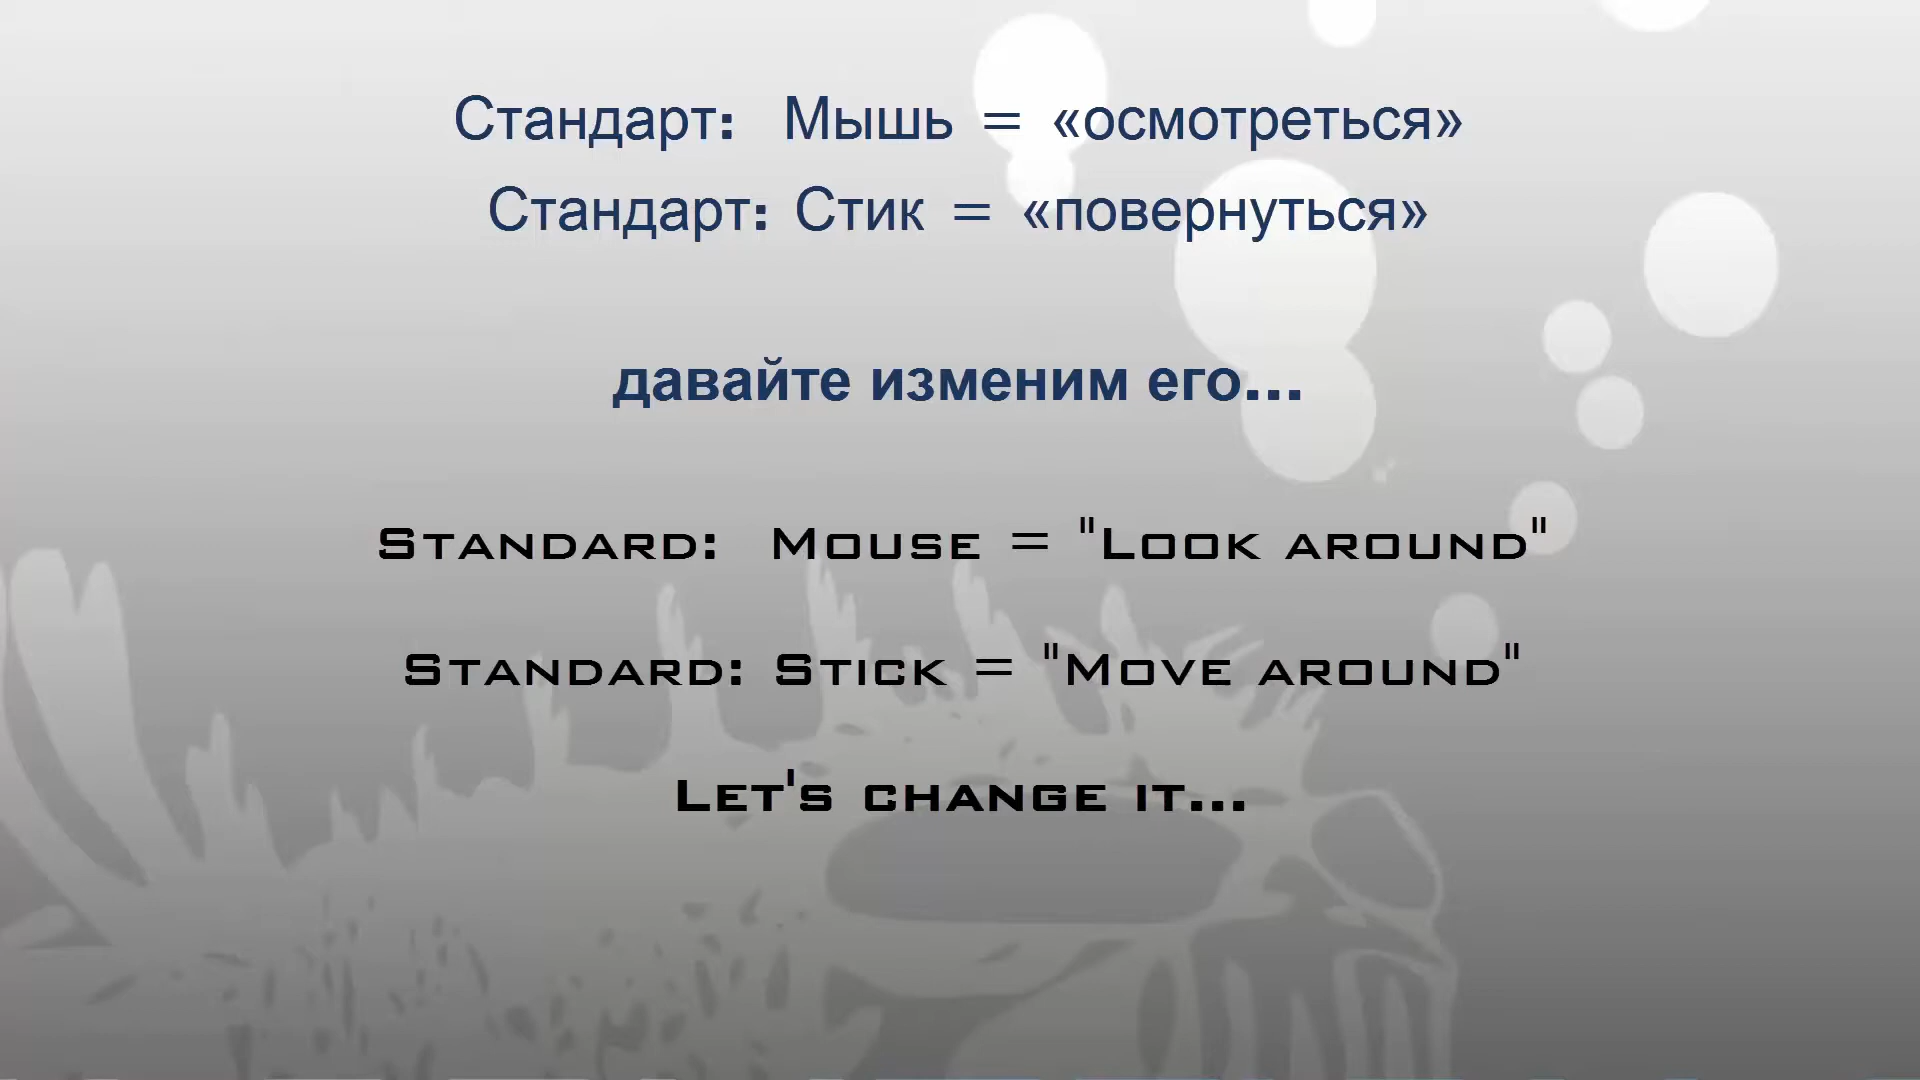 Стандарт: Мышь = «осмотреться»
Стандарт: Стик = «повернуться»
давайте изменим его...
Standard: Mouse = "Look around"
Standard: Stick = "Move around"
Let's change it...